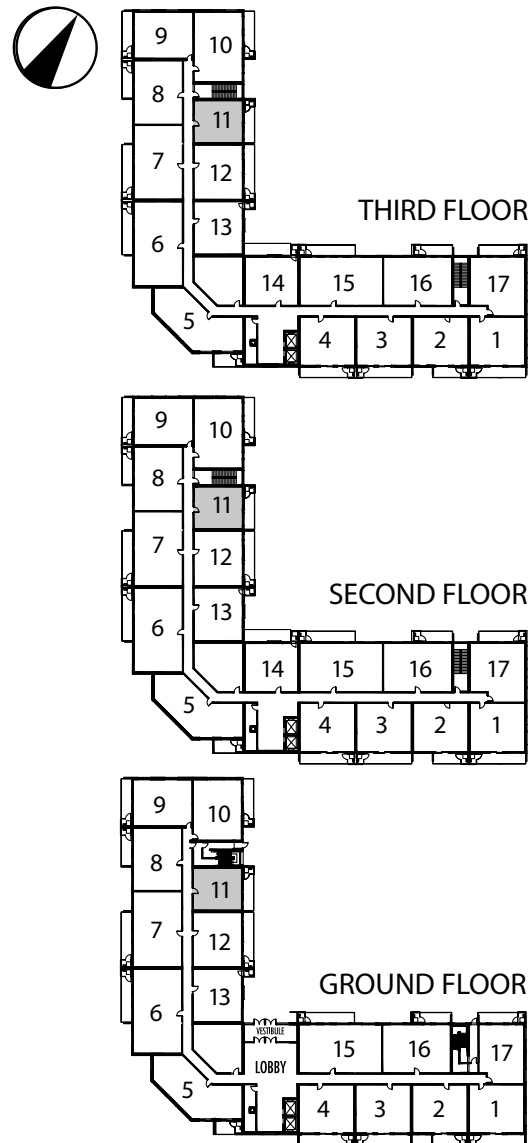 9 10
8
11
7 12
THIRD FLOOR
6 13
14 15 16 17
5
4 3 2 1
9 10
8
11
7 12
SECOND FLOOR
6 13
14 15 16 17
5
4 3 2 1
9 10
8
11
7 12
GROUND FLOOR
6 13
VESTIBULE
15 16 17
LOBBY
5
4 3 2 1